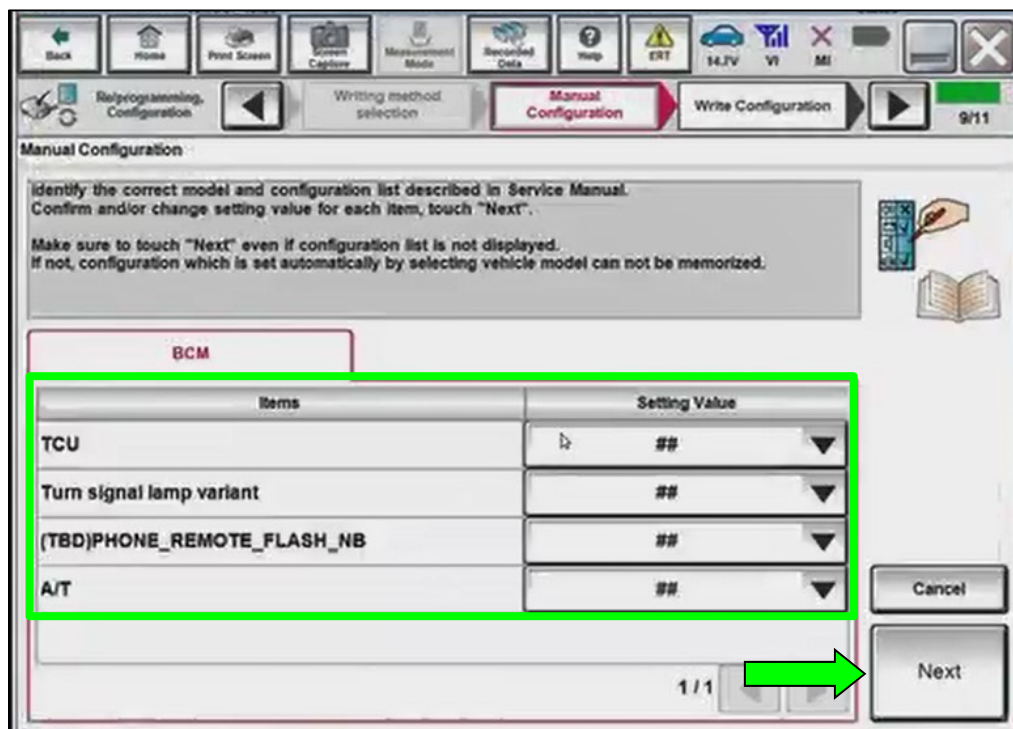 Back
Home
Print Screen
Screen Capture
Measurement Mode
Recorded Data
Help
ERT
14.7V
VI
MI
Re/programming, Configuration
Writing method selection
Manual Configuration
Write Configuration
9/11
Manual Configuration
Identify the correct model and configuration list described in Service Manual.
Confirm and/or change setting value for each item, touch "Next".
Make sure to touch "Next" even if configuration list is not displayed.
If not, configuration which is set automatically by selecting vehicle model can not be memorized.
BCM
Items
Setting Value
TCU
##
Turn signal lamp variant
##
(TBD)PHONE_REMOTE_FLASH_NB
##
A/T
##
Cancel
Next
1/1